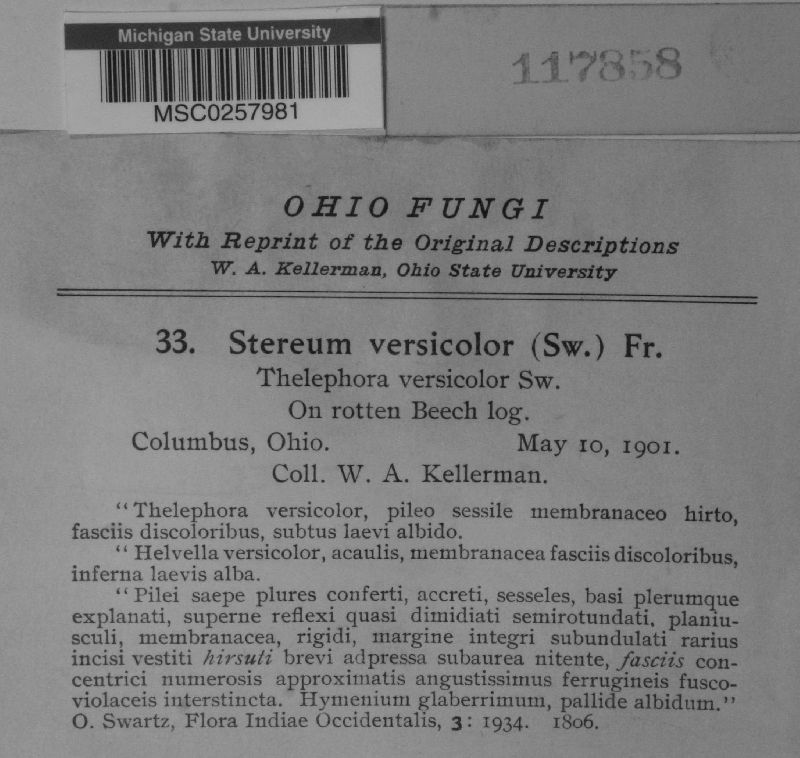 Michigan State University
MSC0257981
117858
OHIO FUNGI
With Reprint of the Original Descriptions
W. A. Kellerman, Ohio State University
33. Stereum versicolor (Sw.) Fr.
Thelephora versicolor Sw.
On rotten Beech log.
Columbus, Ohio. May 10, 1901.
Coll. W. A. Kellerman.
“Thelephora versicolor, pileo sessile membranaceo hirto,
fasciis discoloribus, subtus laevi albido.
“Helvella versicolor, acaulis, membranacea fasciis discoloribus,
inferna laevis alba.
“Pilei saepe plures conferti, accreti, sesseles, basi plerumque
explanati, superne reflexi quasi dimidiati semirotundati, planiu-
sculi, membranacea, rigidi, margine integri subundulati rarius
incisi vestiti hirsuti brevi adpressa subaurea nitente, fasciis con-
centrici numerosis approximatis angustissimus ferrugineis fusco-
violaceis interstincta. Hymenium glaberrimum, pallide albidum.”
O. Swartz, Flora Indiae Occidentalis, 3: 1934. 1806.